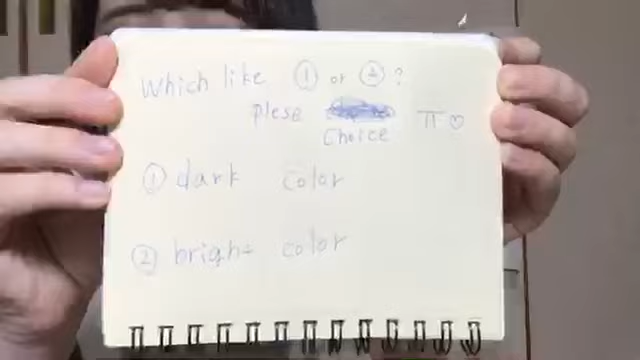 Which like ① or ② ?
plese
choice
① dark color
② bright color